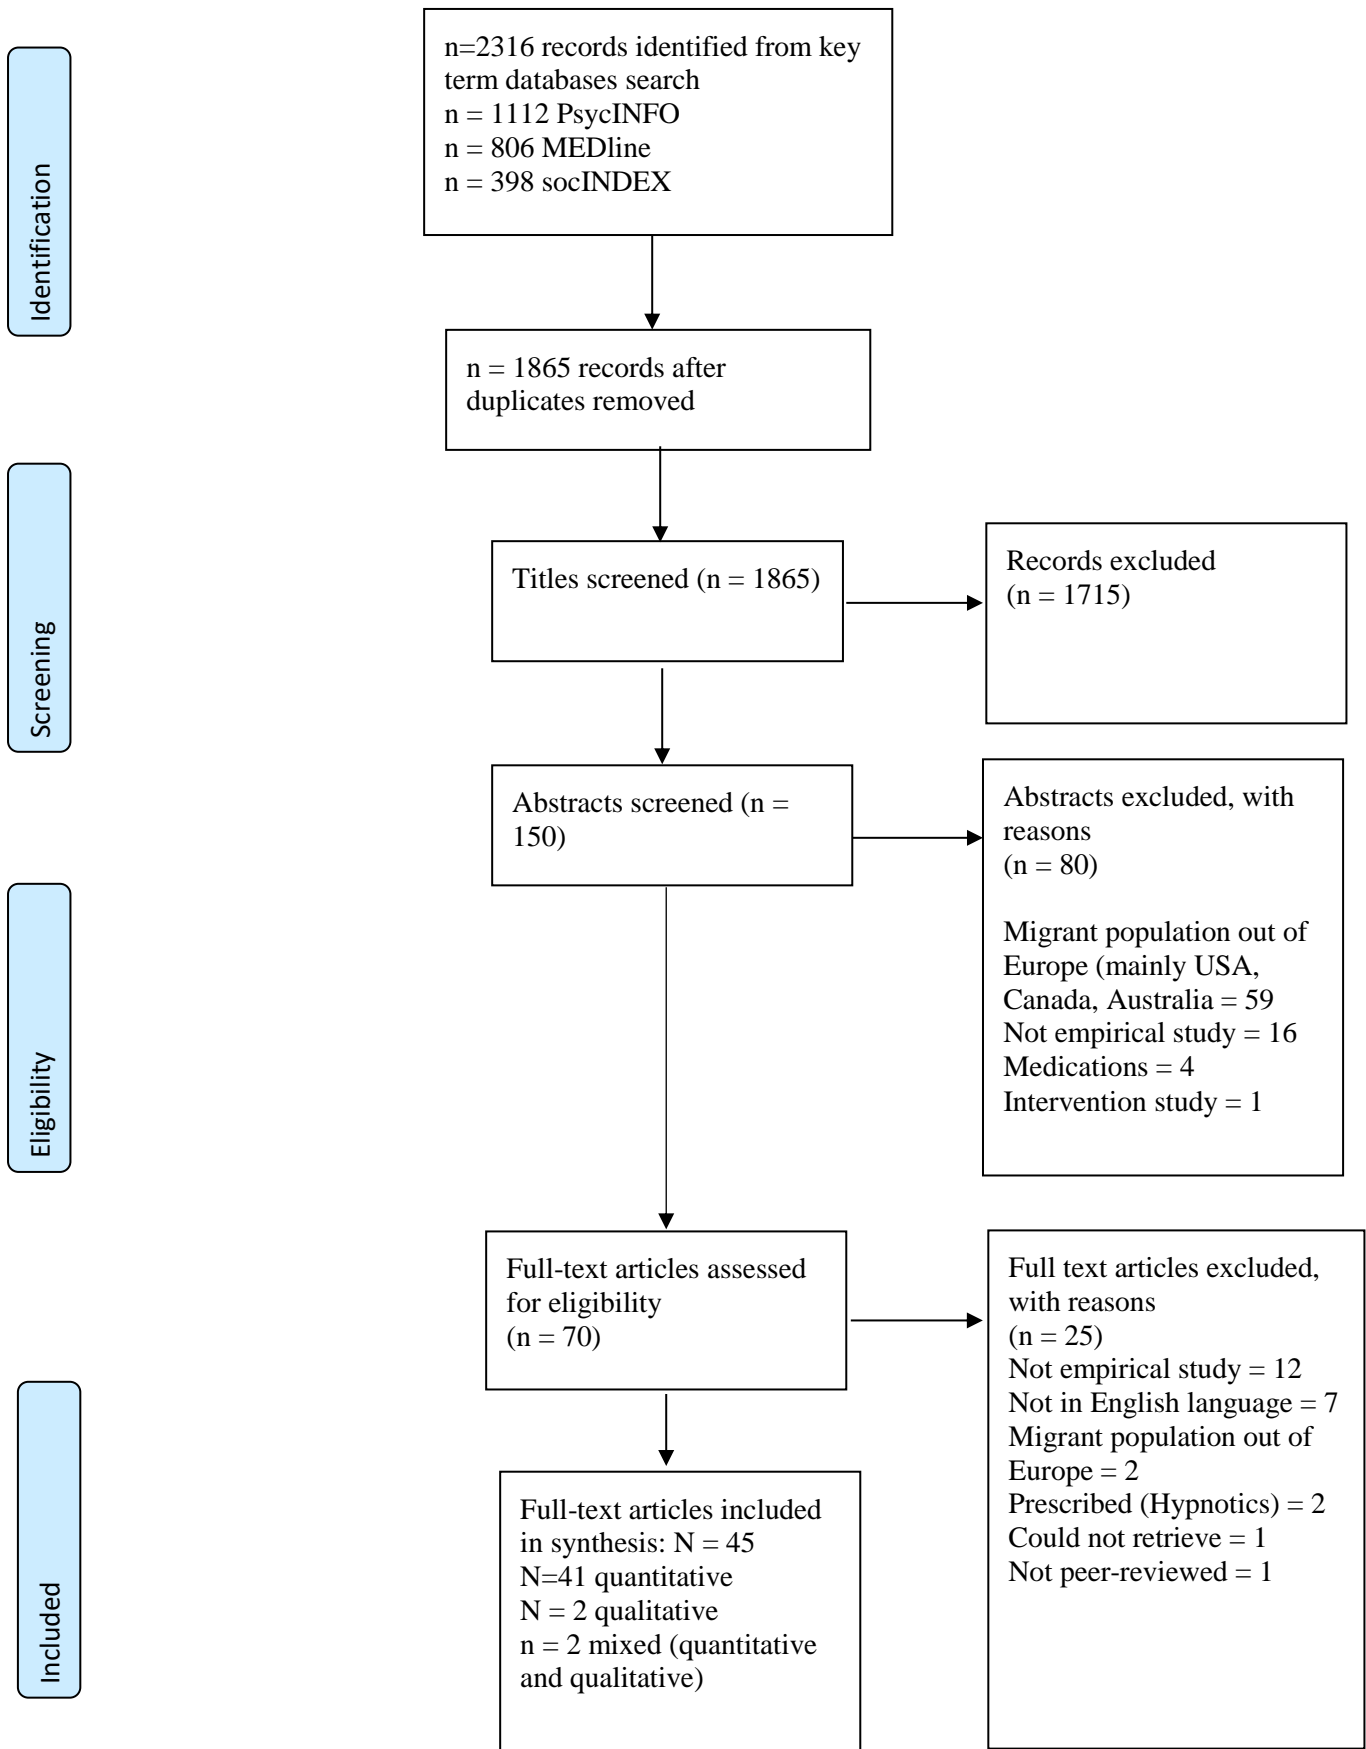 n=2316 records identified from key
term databases search
n = 1112 PsycINFO
n = 806 MEDline
n = 398 socINDEX
Identification
n = 1865 records after
duplicates removed
Screening
Titles screened (n = 1865)
Records excluded
(n = 1715)
Abstracts screened (n =
150)
Abstracts excluded, with
reasons
(n = 80)
Migrant population out of
Europe (mainly USA,
Canada, Australia = 59
Not empirical study = 16
Medications = 4
Intervention study = 1
Eligibility
Full-text articles assessed
for eligibility
(n = 70)
Full text articles excluded,
with reasons
(n = 25)
Not empirical study = 12
Not in English language = 7
Migrant population out of
Europe = 2
Prescribed (Hypnotics) = 2
Could not retrieve = 1
Not peer-reviewed = 1
Included
Full-text articles included
in synthesis: N = 45
N=41 quantitative
N = 2 qualitative
n = 2 mixed (quantitative
and qualitative)